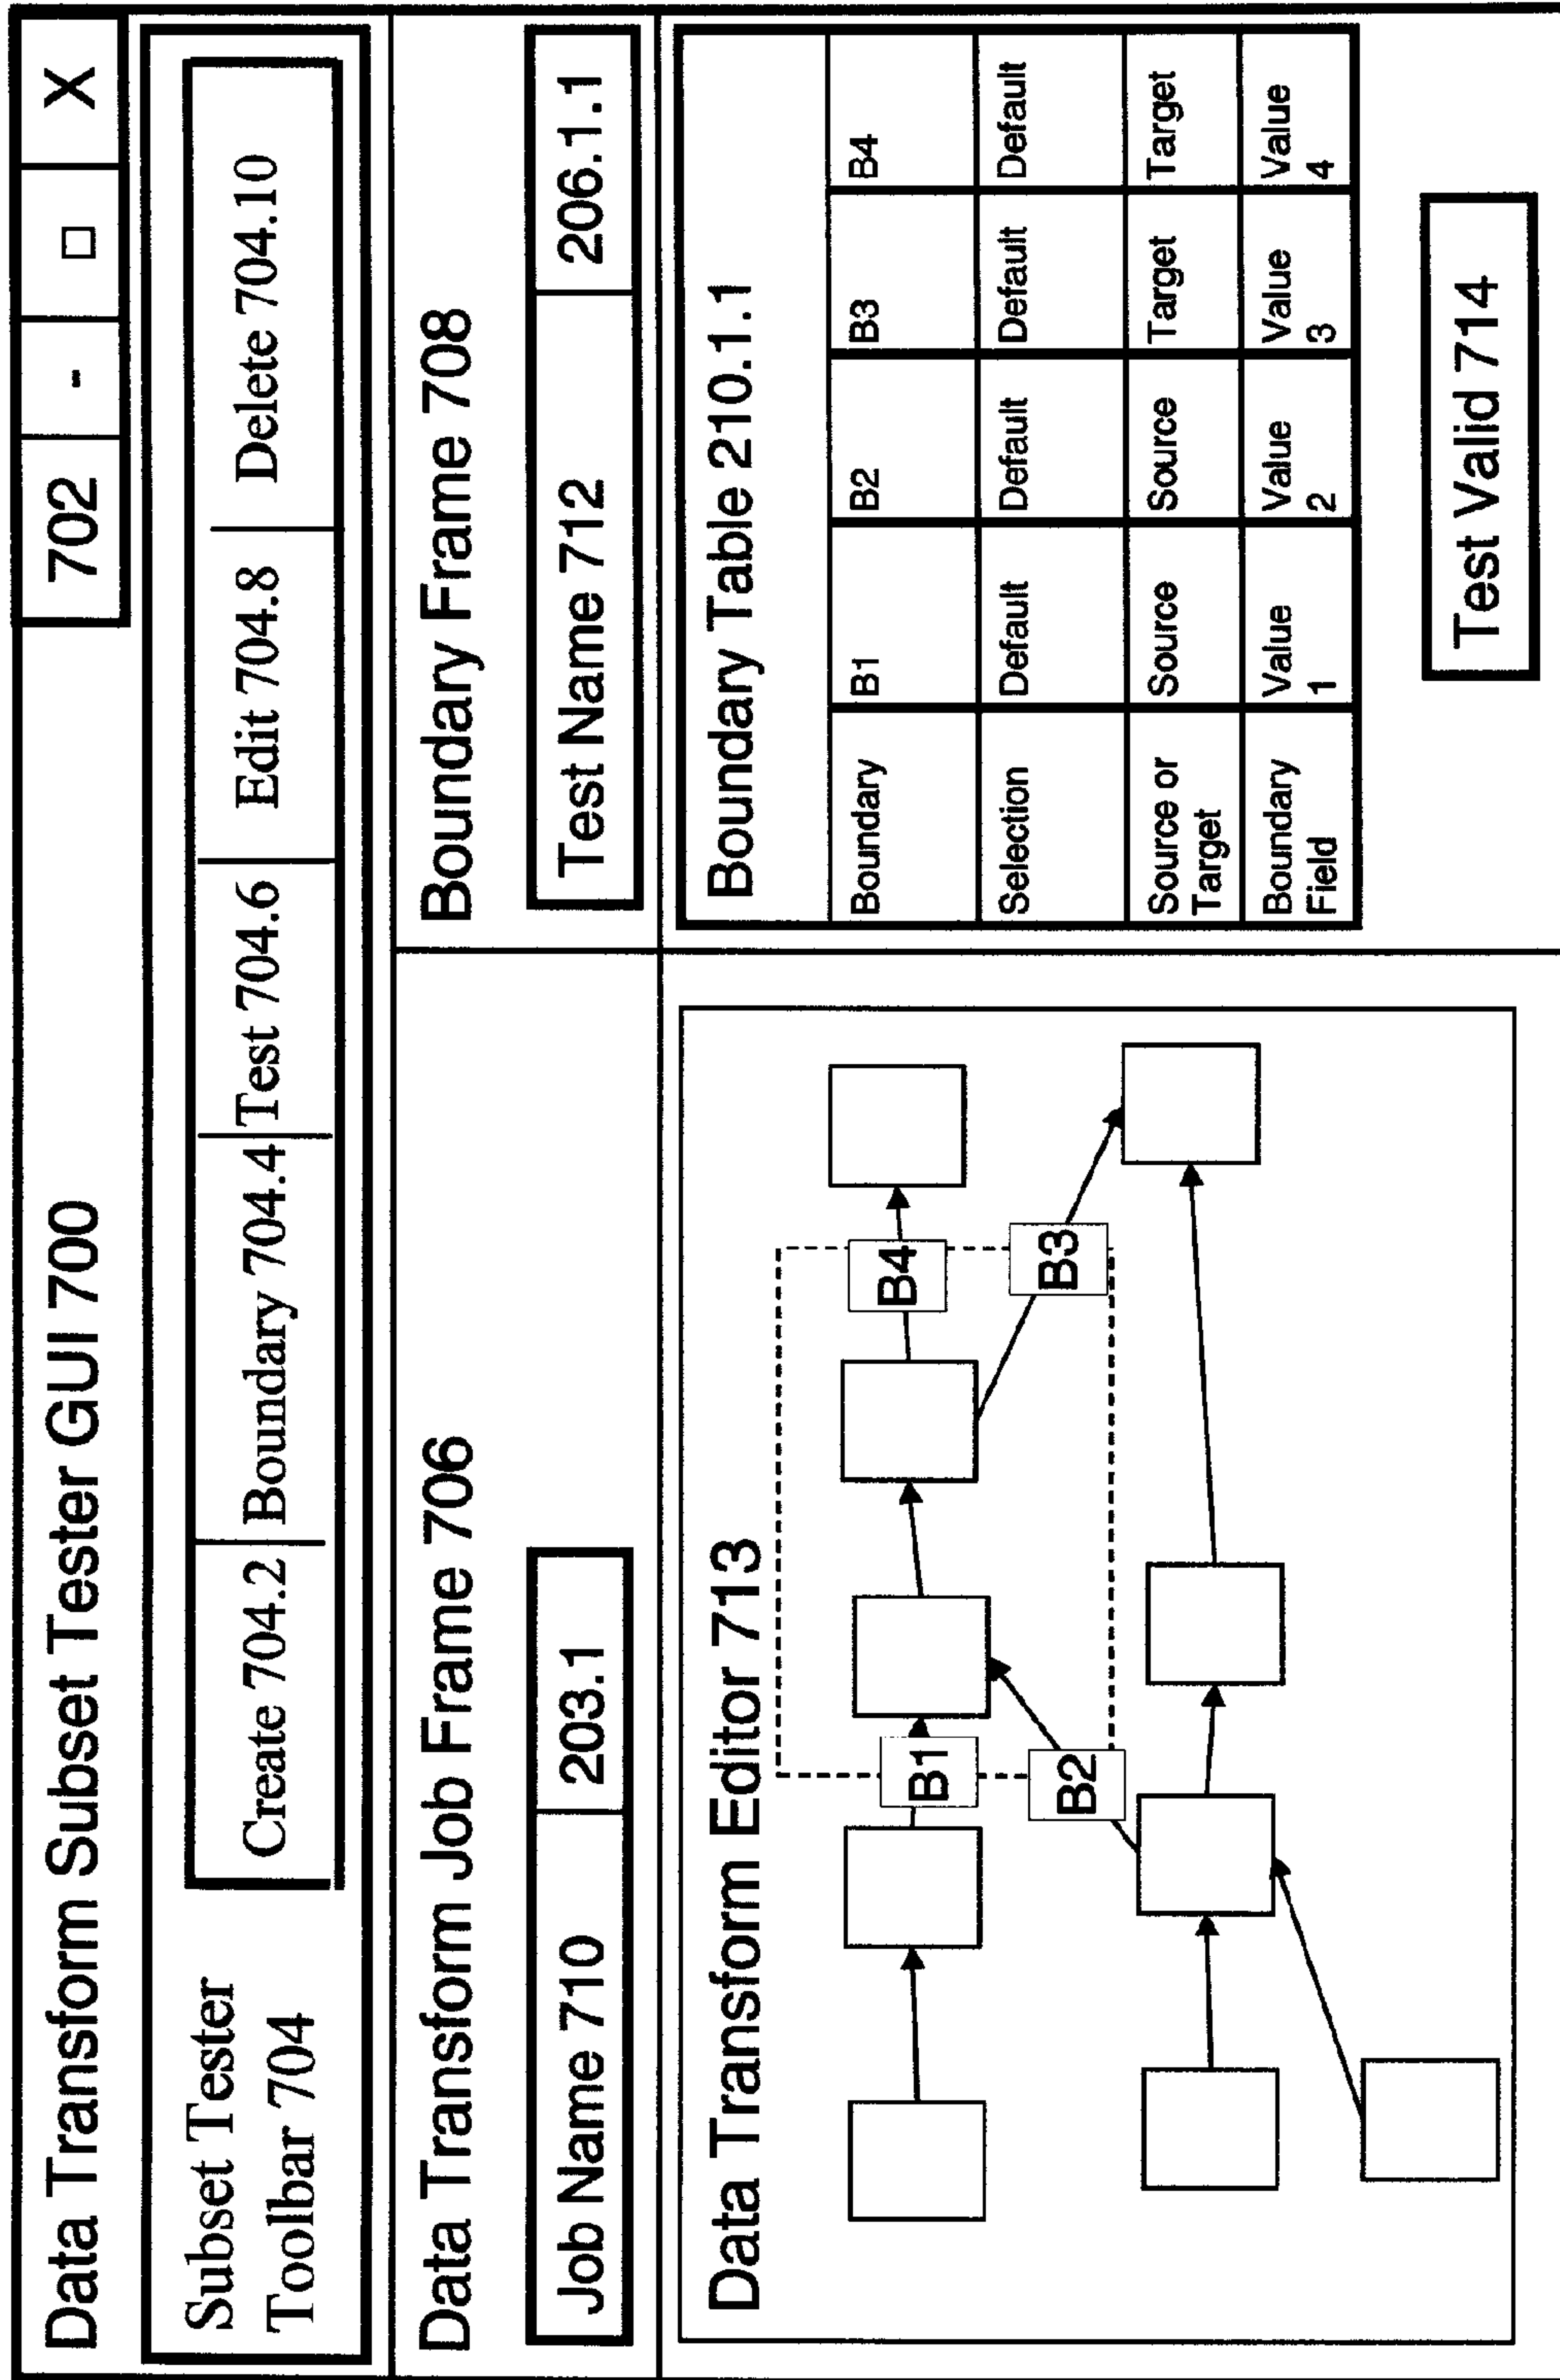 Data Transform Subset Tester GUI 700
702 - □ X
Subset Tester
Toolbar 704
Create 704.2 Boundary 704.4 Test 704.6 Edit 704.8 Delete 704.10
Data Transform Job Frame 706
Job Name 710 203.1
Boundary Frame 708
Test Name 712 206.1.1
Data Transform Editor 713
B1
B2
B4
B3
Boundary Table 210.1.1
Boundary B1 B2 B3 B4
Selection Default Default Default Default
Source or
Target Source Source Target Target
Boundary
Field Value
1 Value
2 Value
3 Value
4
Test Valid 714